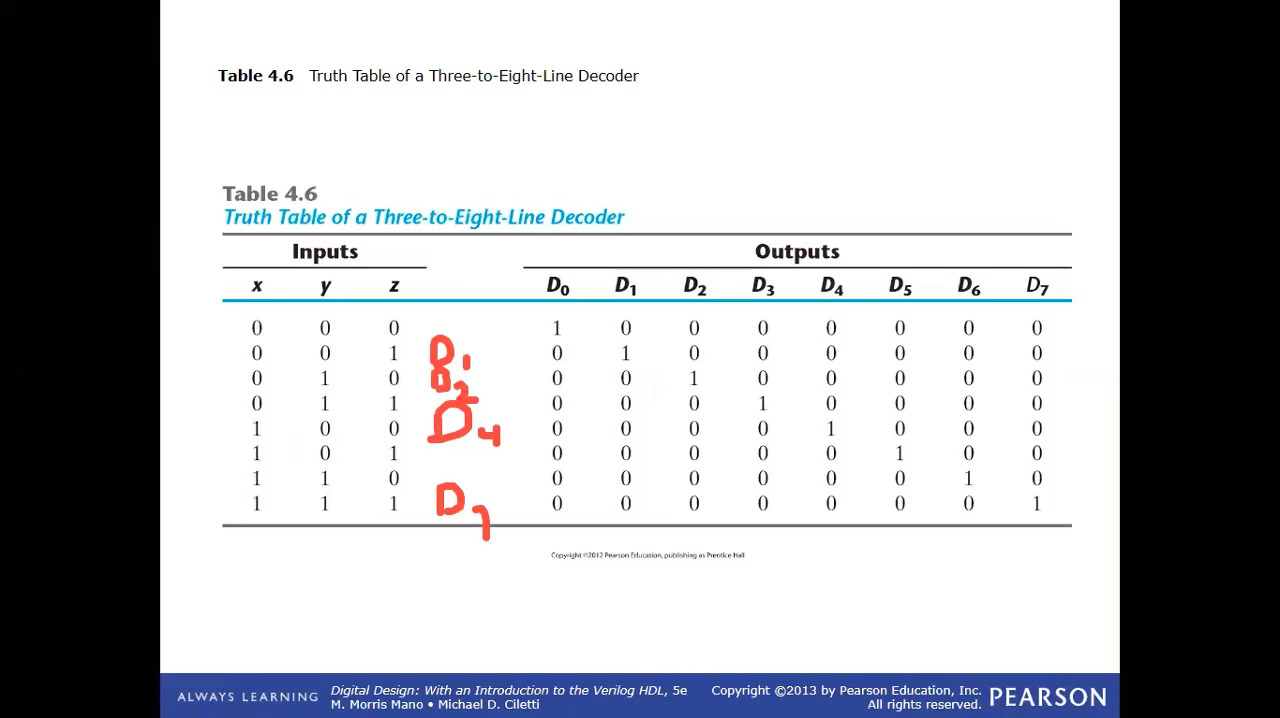 Table 4.6 Truth Table of a Three-to-Eight-Line Decoder
Table 4.6
Truth Table of a Three-to-Eight-Line Decoder
Inputs Outputs
x y z D0 D1 D2 D3 D4 D5 D6 D7
0 0 0 1 0 0 0 0 0 0 0
0 0 1 D1 0 1 0 0 0 0 0 0
0 1 0 D2 0 0 1 0 0 0 0 0
0 1 1 0 0 0 1 0 0 0 0
1 0 0 D4 0 0 0 0 1 0 0 0
1 0 1 0 0 0 0 0 1 0 0
1 1 0 0 0 0 0 0 0 1 0
1 1 1 D7 0 0 0 0 0 0 0 1
Copyright ©2012 Pearson Education, publishing as Prentice Hall
ALWAYS LEARNING
Digital Design: With an Introduction to the Verilog HDL, 5e
M. Morris Mano • Michael D. Ciletti
Copyright ©2013 by Pearson Education, Inc.
All rights reserved.
PEARSON